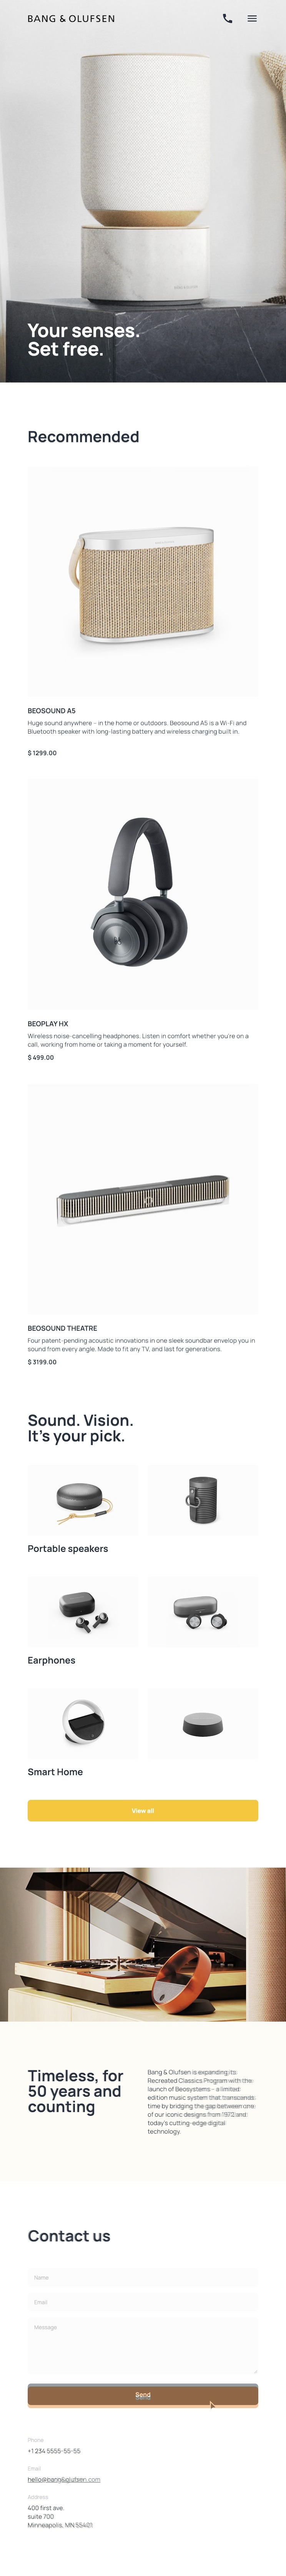 BANG & OLUFSEN
Your senses.
Set free.
Recommended
BEOSOUND A5
Huge sound anywhere – in the home or outdoors. Beosound A5 is a Wi-Fi and
Bluetooth speaker with long-lasting battery and wireless charging built in.
$ 1299.00
BEOPLAY HX
Wireless noise-cancelling headphones. Listen in comfort whether you're on a
call, working from home or taking a moment for yourself.
$ 499.00
BEOSOUND THEATRE
Four patent-pending acoustic innovations in one sleek soundbar envelop you in
sound from every angle. Made to fit any TV, and last for generations.
$ 3199.00
Sound. Vision.
It's your pick.
Portable speakers
Earphones
Smart Home
View all
Timeless, for
50 years and
counting
Bang & Olufsen is expanding its
Recreated Classics Program with the
launch of Beosystems – a limited
edition music system that transcends
time by bridging the gap between one
of our iconic designs from 1972 and
today's cutting-edge digital
technology.
Contact us
Name
Email
Message
Send
Phone
+1 234 5555-55-55
Email
hello@bang&olufsen.com
Address
400 first ave.
suite 700
Minneapolis, MN 55401